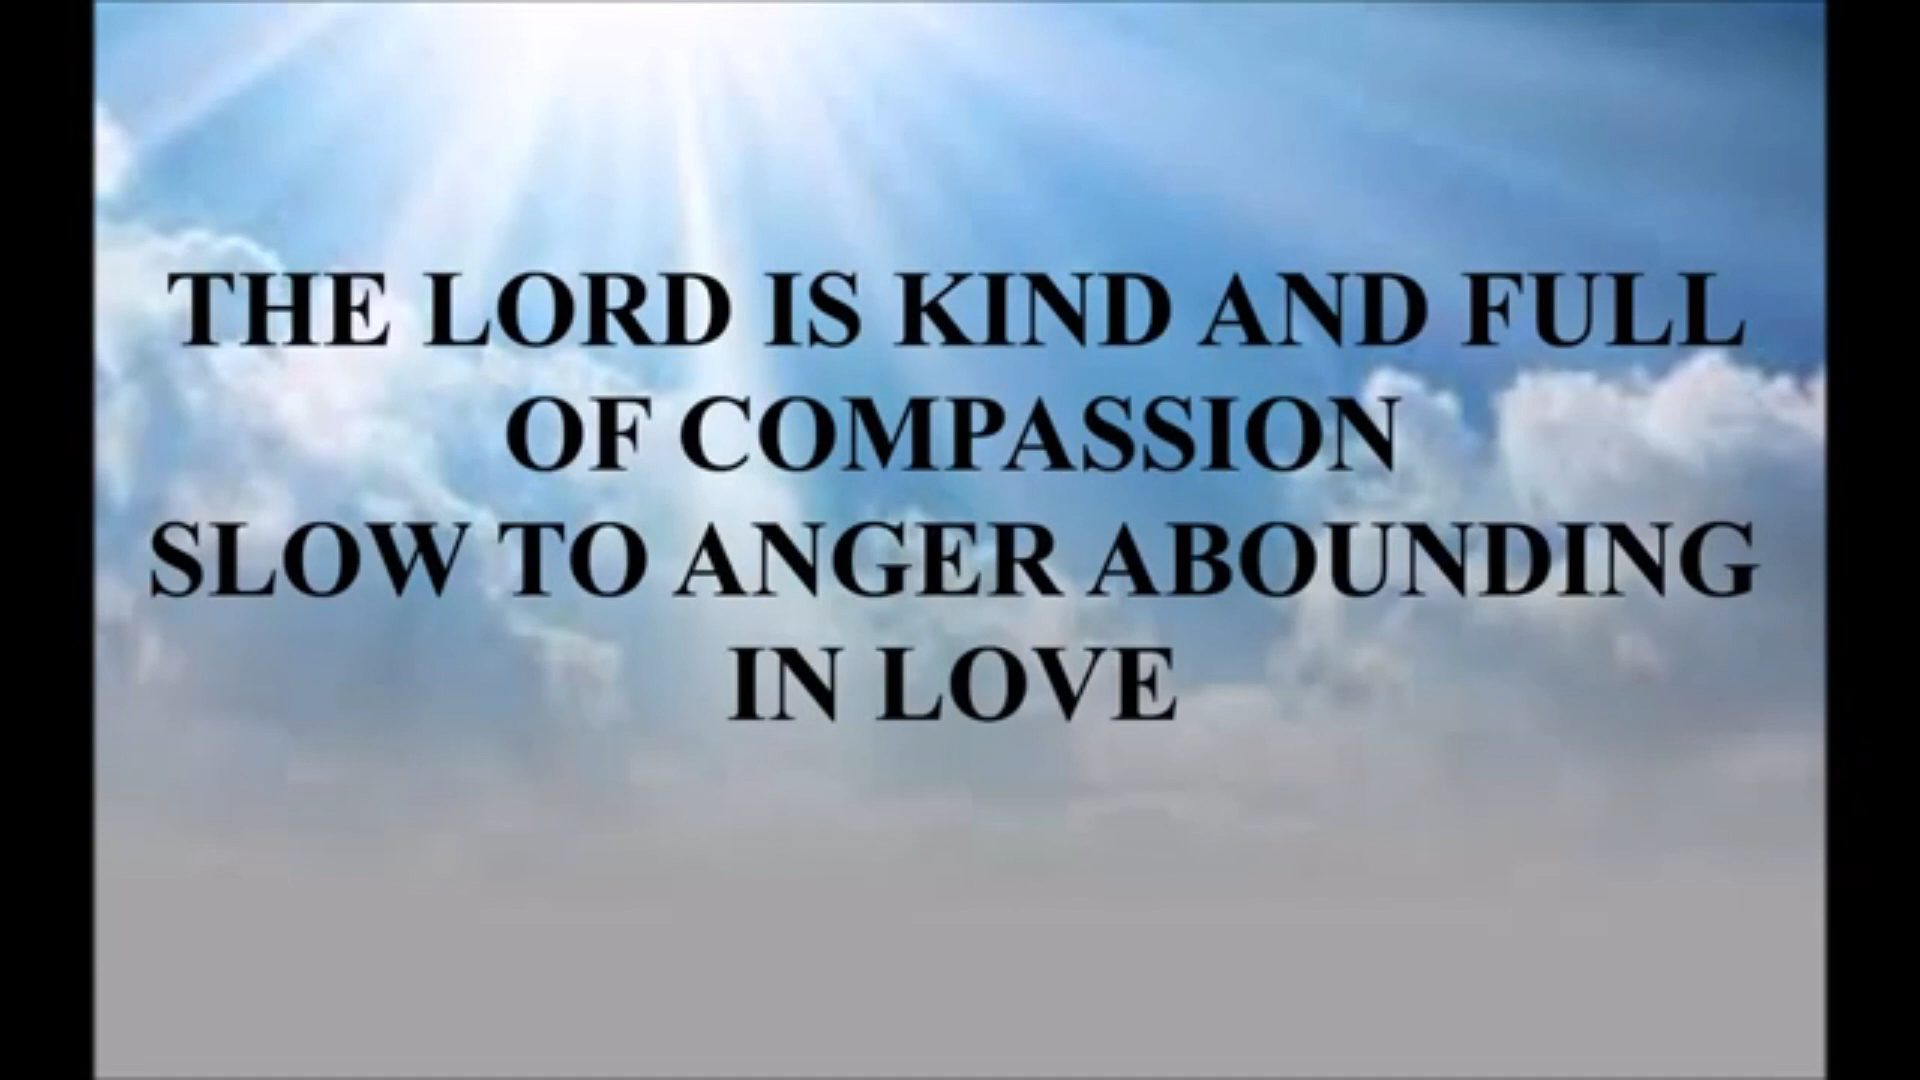 THE LORD IS KIND AND FULL
OF COMPASSION
SLOW TO ANGER ABOUNDING
IN LOVE